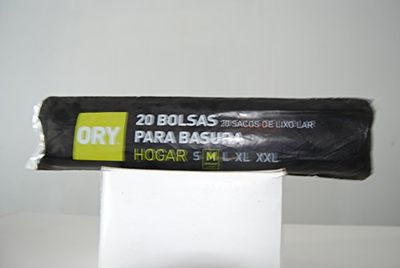 ORY
20 BOLSAS 20 SACOS DE LIXO LAR
PARA BASURA
HOGAR S M L XL XXL